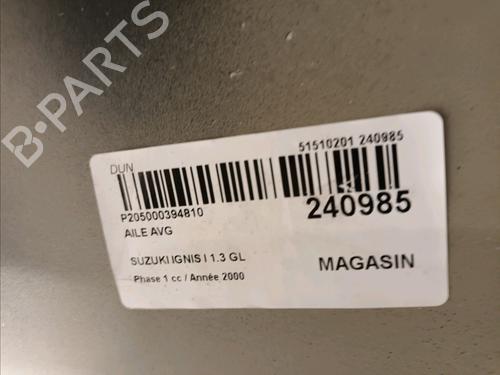 B-PARTS
DUN
51510201 240985
P205000394810
240985
AILE AVG
SUZUKI IGNIS I 1.3 GL
MAGASIN
Phase 1 cc / Année 2000